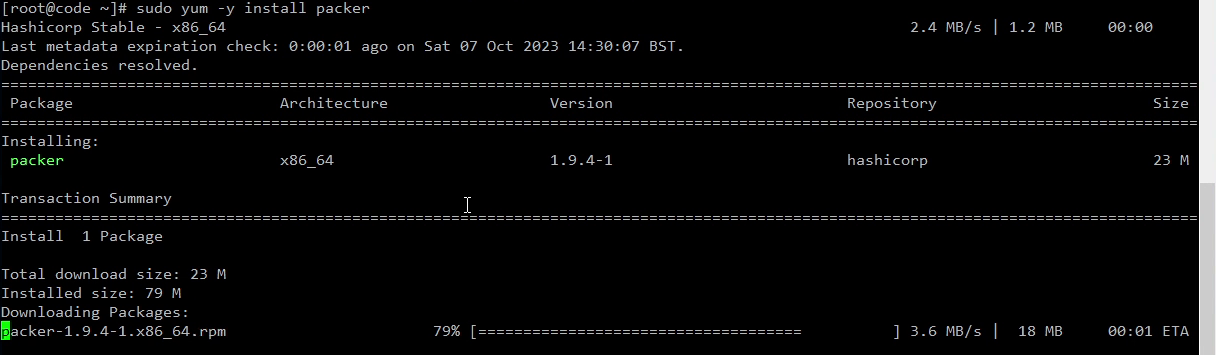 [root@code ~]# sudo yum -y install packer
Hashicorp Stable - x86_64                                                                            2.4 MB/s | 1.2 MB     00:00
Last metadata expiration check: 0:00:01 ago on Sat 07 Oct 2023 14:30:07 BST.
Dependencies resolved.
=====================================================================================================================================
 Package                       Architecture                  Version                          Repository                        Size
=====================================================================================================================================
Installing:
 packer                        x86_64                        1.9.4-1                          hashicorp                         23 M

Transaction Summary
=====================================================================================================================================
Install  1 Package

Total download size: 23 M
Installed size: 79 M
Downloading Packages:
packer-1.9.4-1.x86_64.rpm                       79% [====================================          ] 3.6 MB/s |  18 MB     00:01 ETA